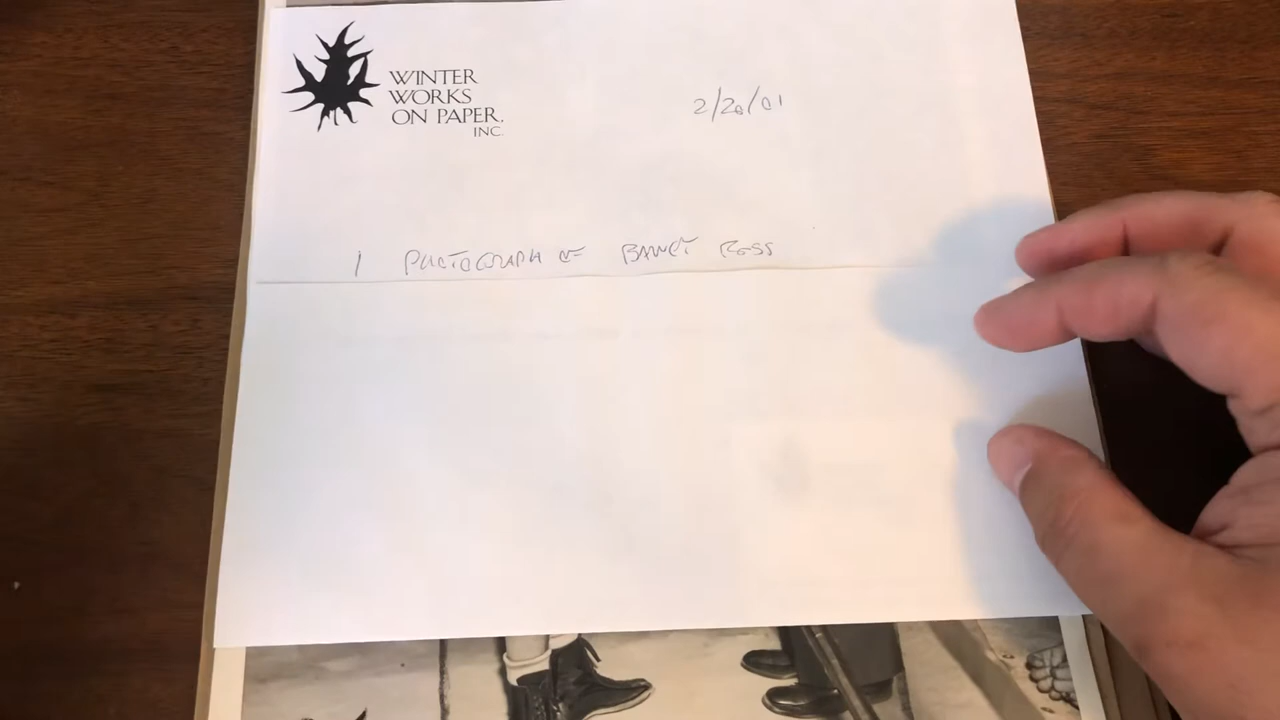 WINTER
WORKS
ON PAPER,
INC.
2/20/01
1 PHOTOGRAPH OF BARNEY ROSS